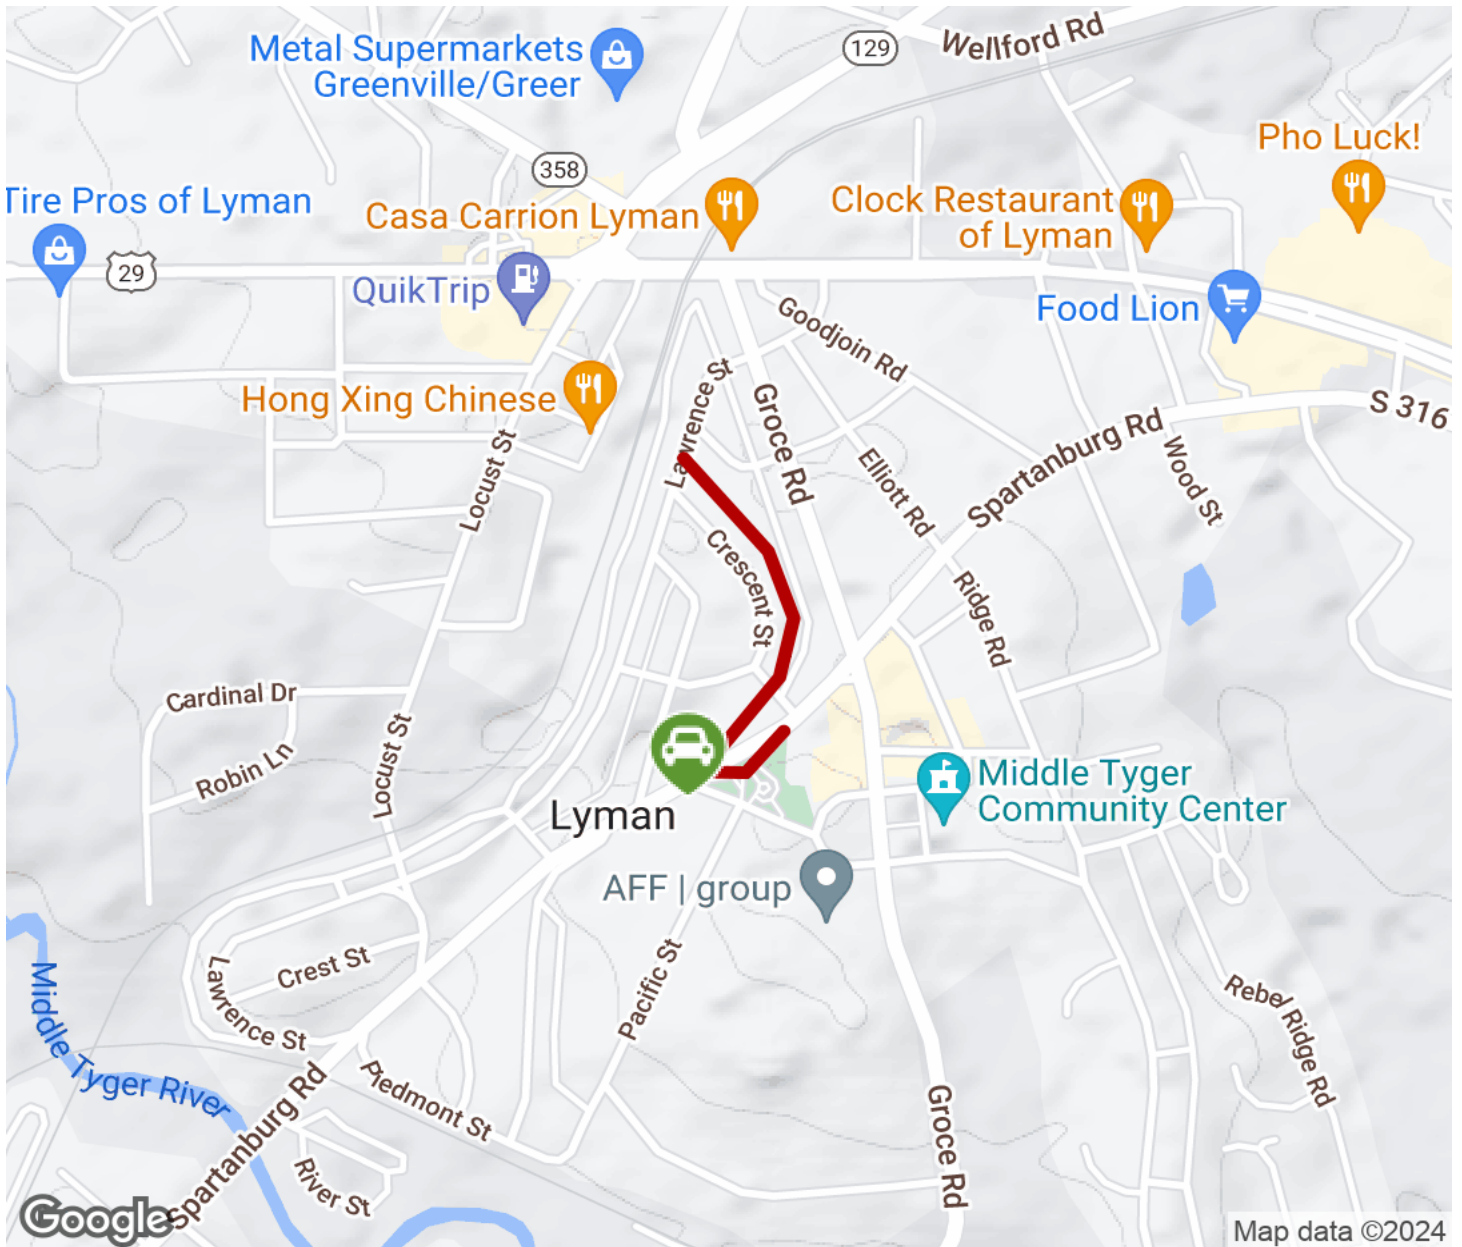 Metal Supermarkets
Greenville/Greer
129
Wellford Rd
Pho Luck!
358
Tire Pros of Lyman
Casa Carrion Lyman
Clock Restaurant
of Lyman
29
QuikTrip
Food Lion
Goodjoin Rd
Hong Xing Chinese
Lawrence St
Groce Rd
S 316
Spartanburg Rd
Locust St
Elliott Rd
Wood St
Crescent St
Ridge Rd
Cardinal Dr
Robin Ln
Locust St
Middle Tyger
Community Center
Lyman
AFF | group
Crest St
Lawrence St
Pacific St
Rebel Ridge Rd
Middle Tyger River
Piedmont St
Spartanburg Rd
River St
Groce Rd
Google
Map data ©2024